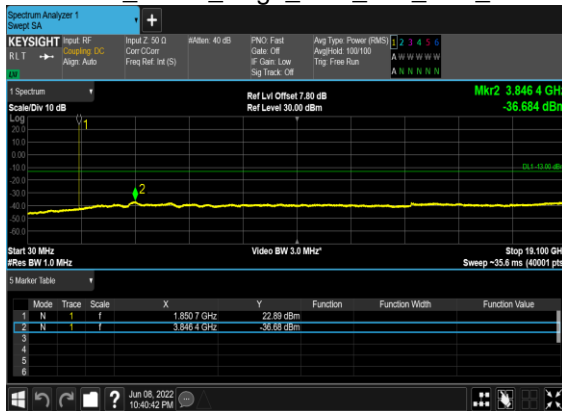 Spectrum Analyzer 1
Swept SA
+
KEYSIGHT Input: RF Input Z: 50 Ω #Atten: 40 dB PNO: Fast Avg Type: Power (RMS) 1 2 3 4 5 6
RLT Coupling: DC Corr CCorr Gate: Off Avg|Hold: 100/100 A W W W W W
Align: Auto Freq Ref: Int (S) IF Gain: Low Trig: Free Run
Sig Track: Off A N N N N N
1 Spectrum Ref Lvl Offset 7.80 dB Mkr2 3.846 4 GHz
Scale/Div 10 dB Ref Level 30.00 dBm -36.684 dBm
Log
1
20.0
10.0
0.00
-10.0 DL1 -13.00 dBm
-20.0
-30.0 2
-40.0
-50.0
-60.0
Start 30 MHz Video BW 3.0 MHz* Stop 19.100 GHz
#Res BW 1.0 MHz Sweep ~35.6 ms (40001 pts)
5 Marker Table
Mode Trace Scale X Y Function Function Width Function Value
1 N 1 f 1.850 7 GHz 22.89 dBm
2 N 1 f 3.846 4 GHz -36.68 dBm
3
4
5
6
? Jun 08, 2022
10:40:42 PM